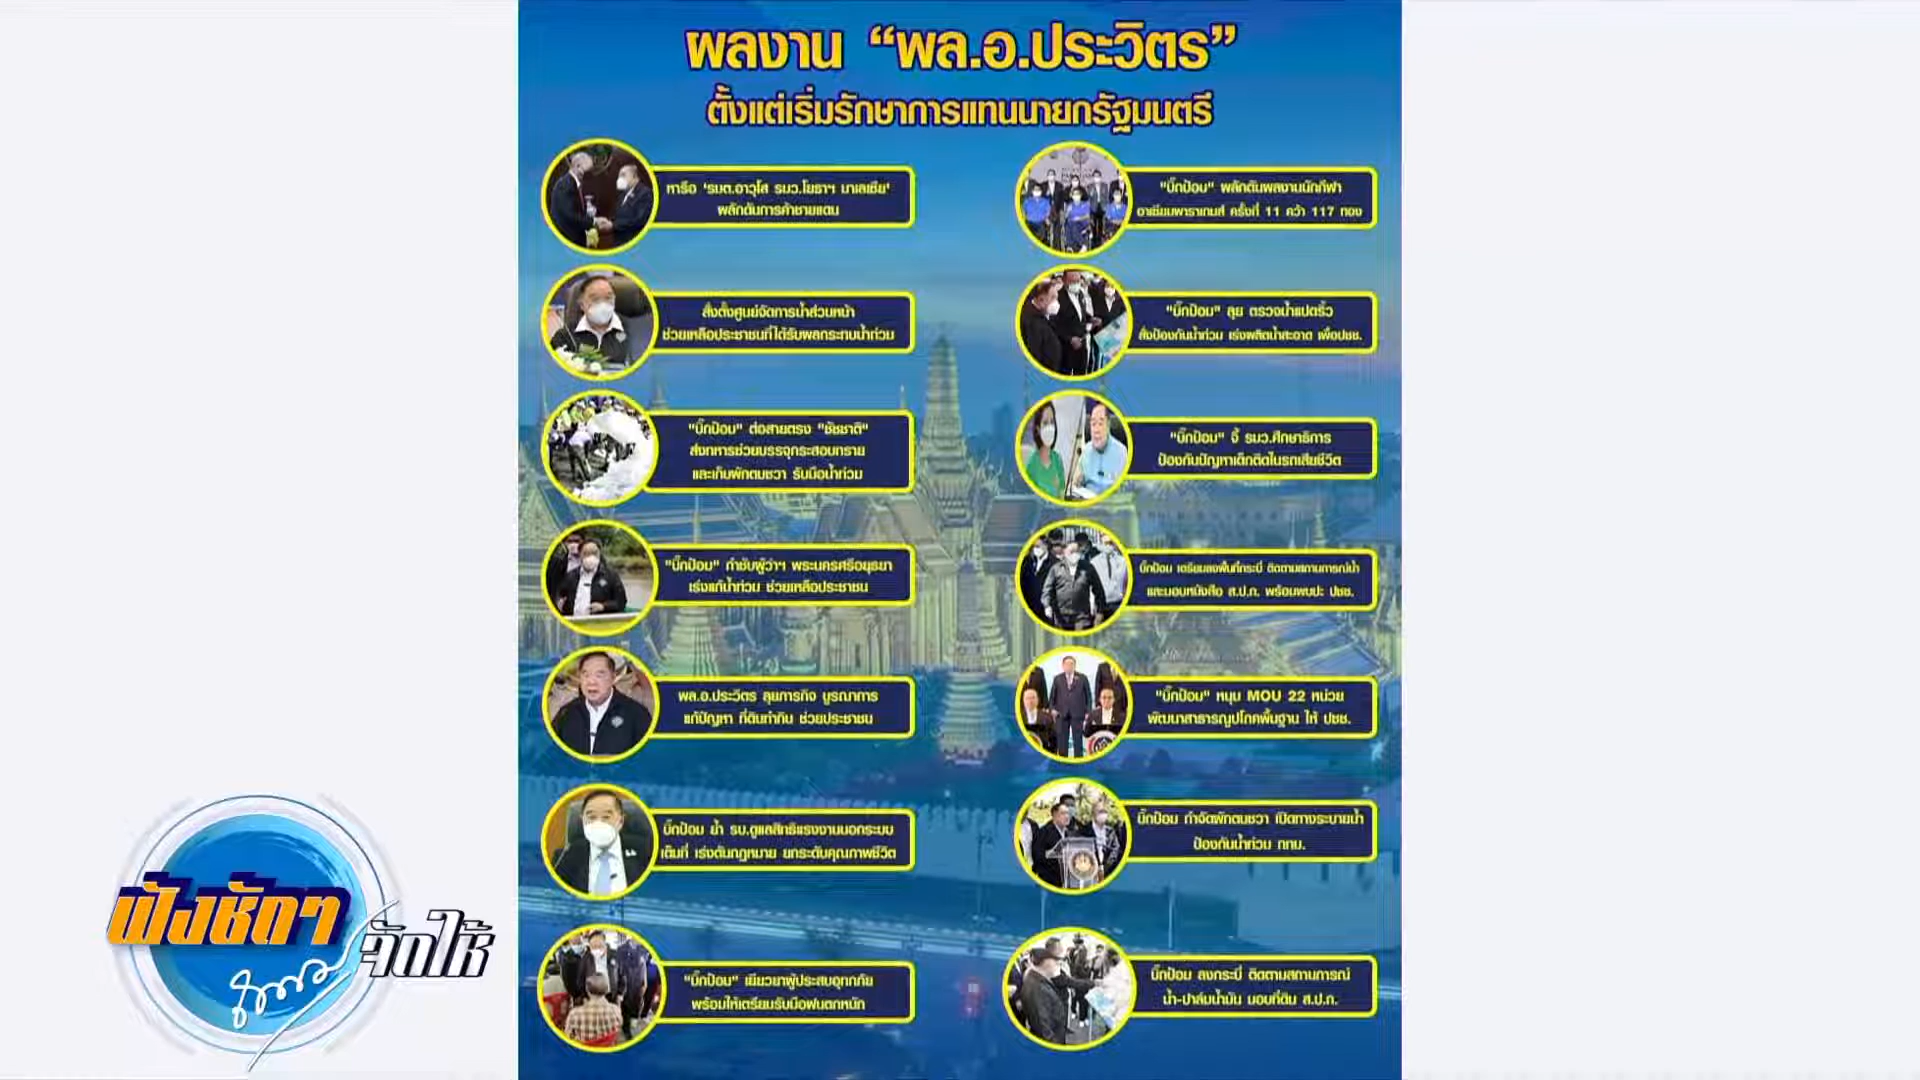 ผลงาน “พล.อ.ประวิตร”
ตั้งแต่เริ่มรักษาการแทนนายกรัฐมนตรี
หารือ 'รมต.อาวุโส รมว.โยธาฯ มาเลเซีย'
ผลักดันการค้าชายแดน
สั่งตั้งศูนย์จัดการน้ำส่วนหน้า
ช่วยเหลือประชาชนที่ได้รับผลกระทบน้ำท่วม
"บิ๊กป้อม" ต่อสายตรง "ชัชชาติ"
ส่งทหารช่วยบรรจุกระสอบทราย
และเก็บผักตบชวา รับมือน้ำท่วม
"บิ๊กป้อม" กำชับผู้ว่าฯ พระนครศรีอยุธยา
เร่งแก้น้ำท่วม ช่วยเหลือประชาชน
พล.อ.ประวิตร ลุยภารกิจ บูรณาการ
แก้ปัญหา ที่ดินทำกิน ช่วยประชาชน
บิ๊กป้อม ย้ำ รบ.ดูแลสิทธิแรงงานนอกระบบ
เต็มที่ เร่งดันกฎหมาย ยกระดับคุณภาพชีวิต
"บิ๊กป้อม" เยียวยาผู้ประสบอุทกภัย
พร้อมให้เตรียมรับมือฝนตกหนัก
"บิ๊กป้อม" ผลักดันผลงานนักกีฬา
อาเซียนพาราเกมส์ ครั้งที่ 11 คว้า 117 ทอง
"บิ๊กป้อม" ลุย ตรวจน้ำแปดริ้ว
สั่งป้องกันน้ำท่วม เร่งผลิตน้ำสะอาด เพื่อปชช.
"บิ๊กป้อม" จี้ รมว.ศึกษาธิการ
ป้องกันปัญหาเด็กติดในรถเสียชีวิต
บิ๊กป้อม เตรียมลงพื้นที่กระบี่ ติดตามสถานการณ์น้ำ
และมอบหนังสือ ส.ป.ก. พร้อมพบปะ ปชช.
"บิ๊กป้อม" หนุน MOU 22 หน่วย
พัฒนาสาธารณูปโภคพื้นฐาน ให้ ปชช.
บิ๊กป้อม กำจัดผักตบชวา เปิดทางระบายน้ำ
ป้องกันน้ำท่วม กทม.
บิ๊กป้อม ลงกระบี่ ติดตามสถานการณ์
น้ำ-ปาล์มน้ำมัน มอบที่ดิน ส.ป.ก.
ฟังชัดๆ
จัดให้